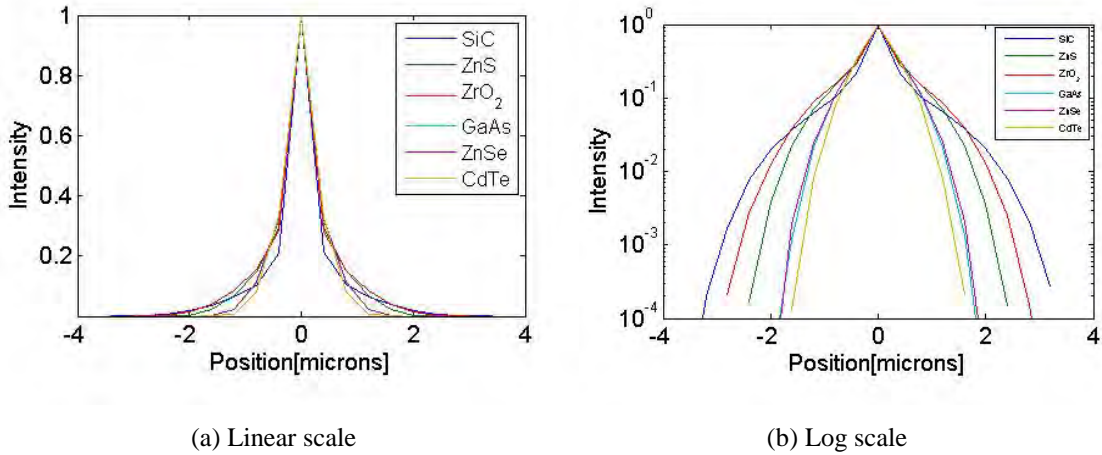 1
0.8
0.6
0.4
0.2
-4
-2
0
2
4
Intensity
Position[microns]
SiC
ZnS
ZrO2
GaAs
ZnSe
CdTe
(a) Linear scale
10^0
10^-1
10^-2
10^-3
10^-4
-4
-2
0
2
4
Intensity
Position[microns]
SiC
ZnS
ZrO2
GaAs
ZnSe
CdTe
(b) Log scale